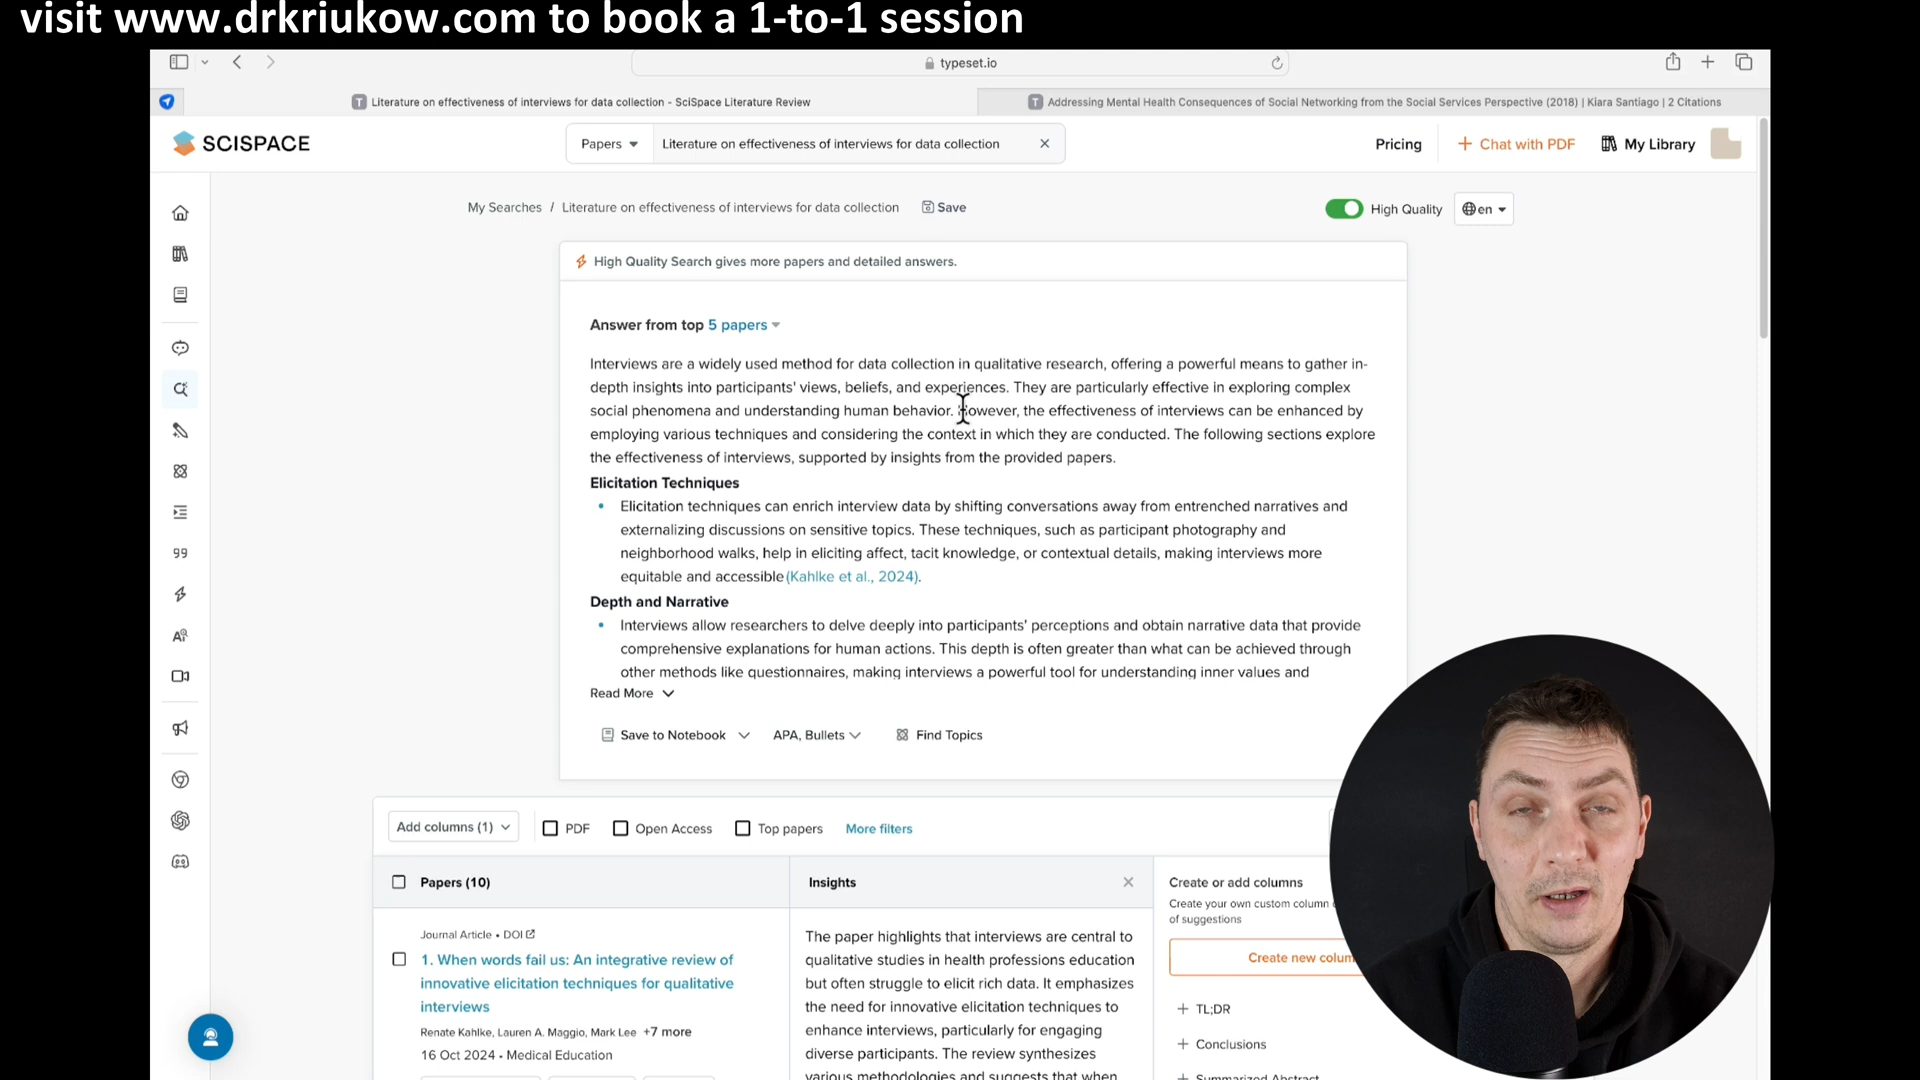 visit www.drkriukow.com to book a 1-to-1 session
typeset.io
Literature on effectiveness of interviews for data collection - SciSpace Literature Review
Addressing Mental Health Consequences of Social Networking from the Social Services Perspective (2018) | Kiara Santiago | 2 Citations
SCISPACE
Papers
Literature on effectiveness of interviews for data collection
Pricing
Chat with PDF
My Library
My Searches / Literature on effectiveness of interviews for data collection
Save
High Quality
en
High Quality Search gives more papers and detailed answers.
Answer from top 5 papers
Interviews are a widely used method for data collection in qualitative research, offering a powerful means to gather in-
depth insights into participants' views, beliefs, and experiences. They are particularly effective in exploring complex
social phenomena and understanding human behavior. However, the effectiveness of interviews can be enhanced by
employing various techniques and considering the context in which they are conducted. The following sections explore
the effectiveness of interviews, supported by insights from the provided papers.
Elicitation Techniques
• Elicitation techniques can enrich interview data by shifting conversations away from entrenched narratives and
externalizing discussions on sensitive topics. These techniques, such as participant photography and
neighborhood walks, help in eliciting affect, tacit knowledge, or contextual details, making interviews more
equitable and accessible (Kahlke et al., 2024).
Depth and Narrative
• Interviews allow researchers to delve deeply into participants' perceptions and obtain narrative data that provide
comprehensive explanations for human actions. This depth is often greater than what can be achieved through
other methods like questionnaires, making interviews a powerful tool for understanding inner values and
Read More
Save to Notebook
APA, Bullets
Find Topics
Add columns (1)
PDF
Open Access
Top papers
More filters
Papers (10)
Insights
Create or add columns
Create your own custom column
of suggestions
Create new colum
+ TL;DR
+ Conclusions
+ Summarized Abstract
Journal Article • DOI
1. When words fail us: An integrative review of
innovative elicitation techniques for qualitative
interviews
Renate Kahlke, Lauren A. Maggio, Mark Lee +7 more
16 Oct 2024 • Medical Education
The paper highlights that interviews are central to
qualitative studies in health professions education
but often struggle to elicit rich data. It emphasizes
the need for innovative elicitation techniques to
enhance interviews, particularly for engaging
diverse participants. The review synthesizes
various methodologies and suggests that when